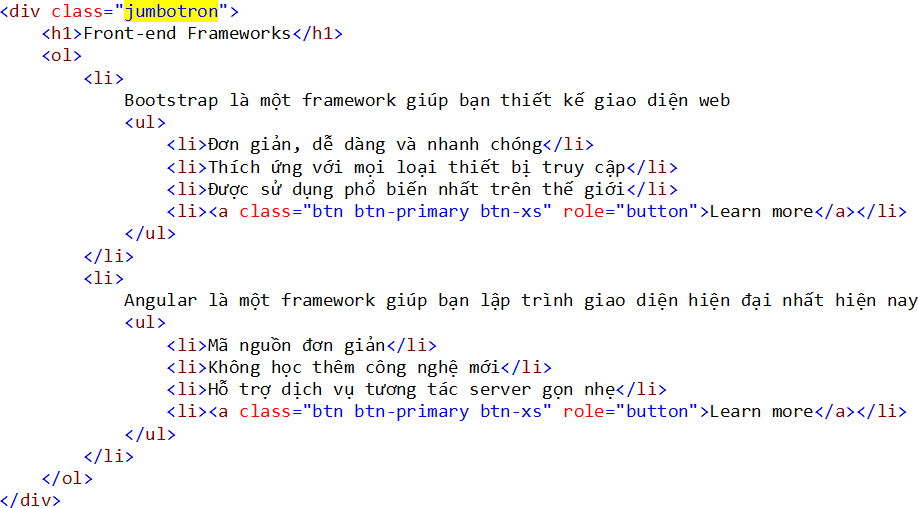 <div class="jumbotron">
    <h1>Front-end Frameworks</h1>
    <ol>
        <li>
            Bootstrap là một framework giúp bạn thiết kế giao diện web
            <ul>
                <li>Đơn giản, dễ dàng và nhanh chóng</li>
                <li>Thích ứng với mọi loại thiết bị truy cập</li>
                <li>Được sử dụng phổ biến nhất trên thế giới</li>
                <li><a class="btn btn-primary btn-xs" role="button">Learn more</a></li>
            </ul>
        </li>
        <li>
            Angular là một framework giúp bạn lập trình giao diện hiện đại nhất hiện nay
            <ul>
                <li>Mã nguồn đơn giản</li>
                <li>Không học thêm công nghệ mới</li>
                <li>Hỗ trợ dịch vụ tương tác server gọn nhẹ</li>
                <li><a class="btn btn-primary btn-xs" role="button">Learn more</a></li>
            </ul>
        </li>
    </ol>
</div>